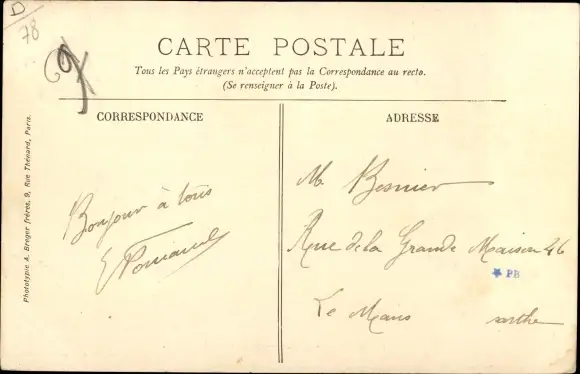 D
78
CARTE POSTALE
Tous les Pays étrangers n'acceptent pas la Correspondance au recto.
(Se renseigner à la Poste).
CORRESPONDANCE
Bonjour à tous
Phototypie A. Breger frères, 9, Rue Thénard, Paris.
ADRESSE
M. Besnier
Rue de la Grande Maison 46
PB
Le Mans sarthe